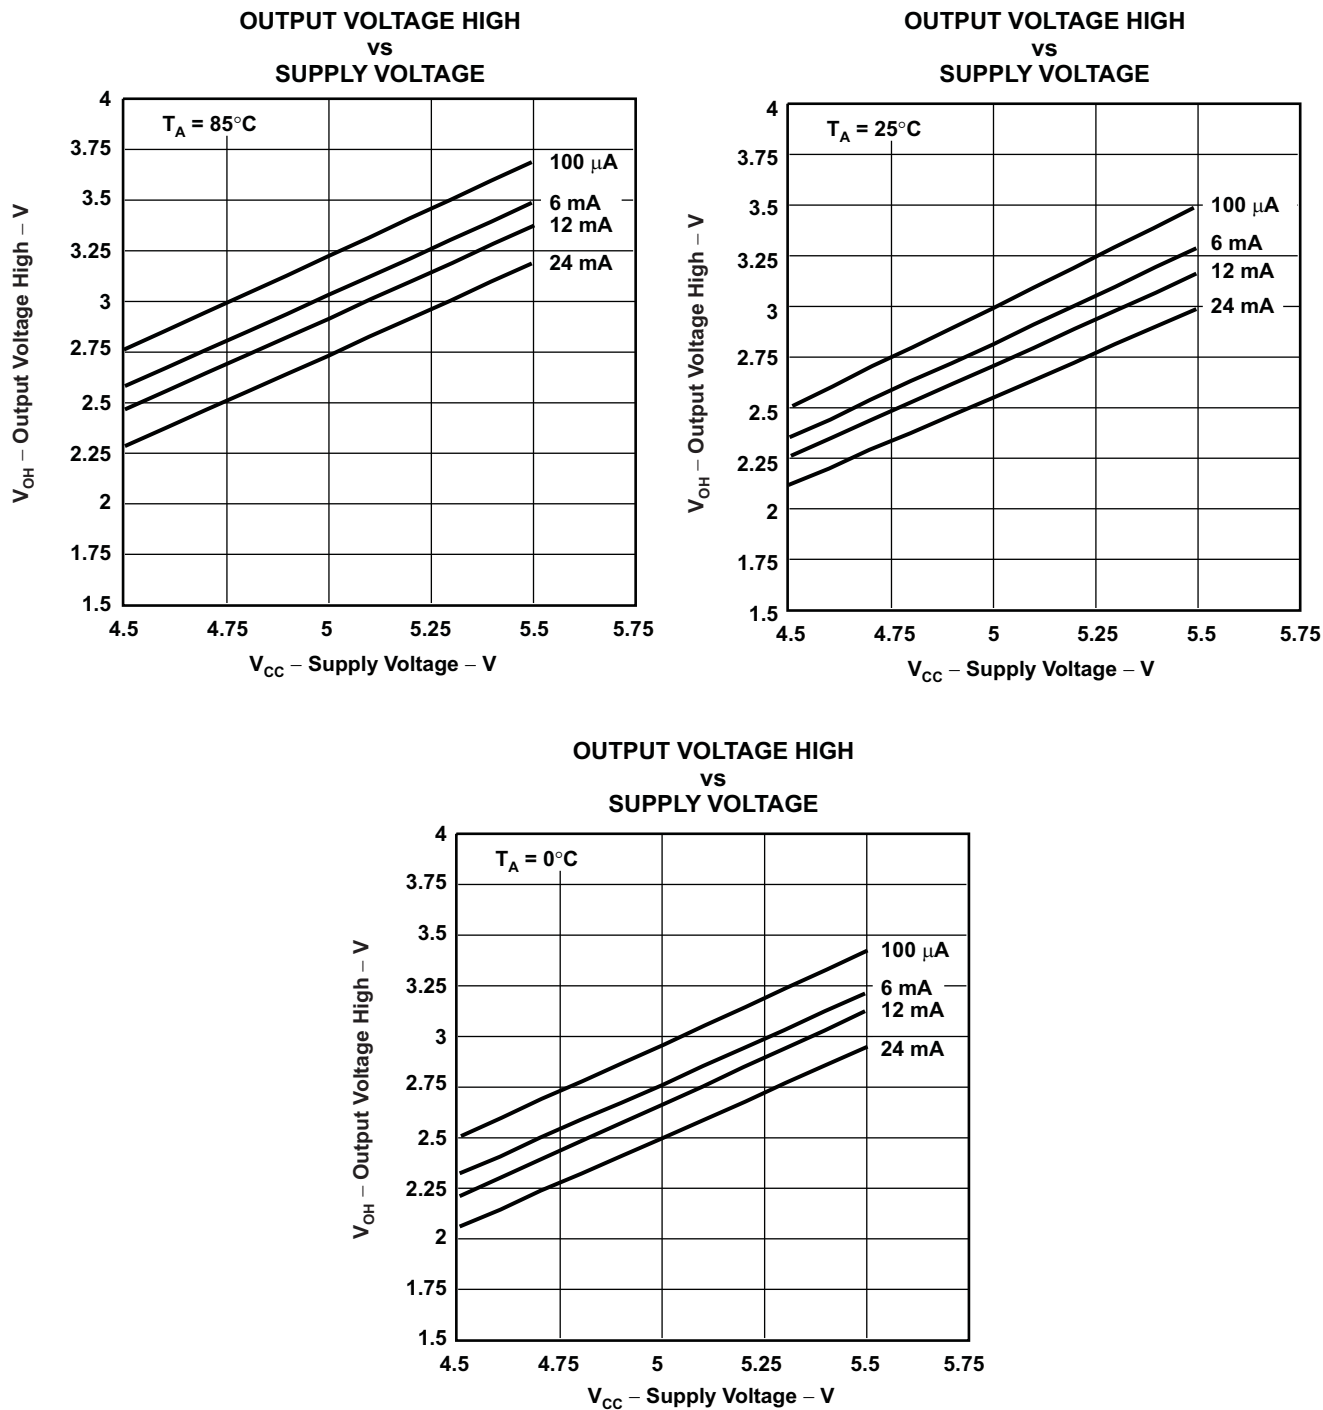 OUTPUT VOLTAGE HIGH
vs
SUPPLY VOLTAGE
T_A = 85°C
V_OH – Output Voltage High – V
4
3.75
3.5
3.25
3
2.75
2.5
2.25
2
1.75
1.5
100 μA
6 mA
12 mA
24 mA
4.5 4.75 5 5.25 5.5 5.75
V_CC – Supply Voltage – V
OUTPUT VOLTAGE HIGH
vs
SUPPLY VOLTAGE
T_A = 25°C
V_OH – Output Voltage High – V
4
3.75
3.5
3.25
3
2.75
2.5
2.25
2
1.75
1.5
100 μA
6 mA
12 mA
24 mA
4.5 4.75 5 5.25 5.5 5.75
V_CC – Supply Voltage – V
OUTPUT VOLTAGE HIGH
vs
SUPPLY VOLTAGE
T_A = 0°C
V_OH – Output Voltage High – V
4
3.75
3.5
3.25
3
2.75
2.5
2.25
2
1.75
1.5
100 μA
6 mA
12 mA
24 mA
4.5 4.75 5 5.25 5.5 5.75
V_CC – Supply Voltage – V